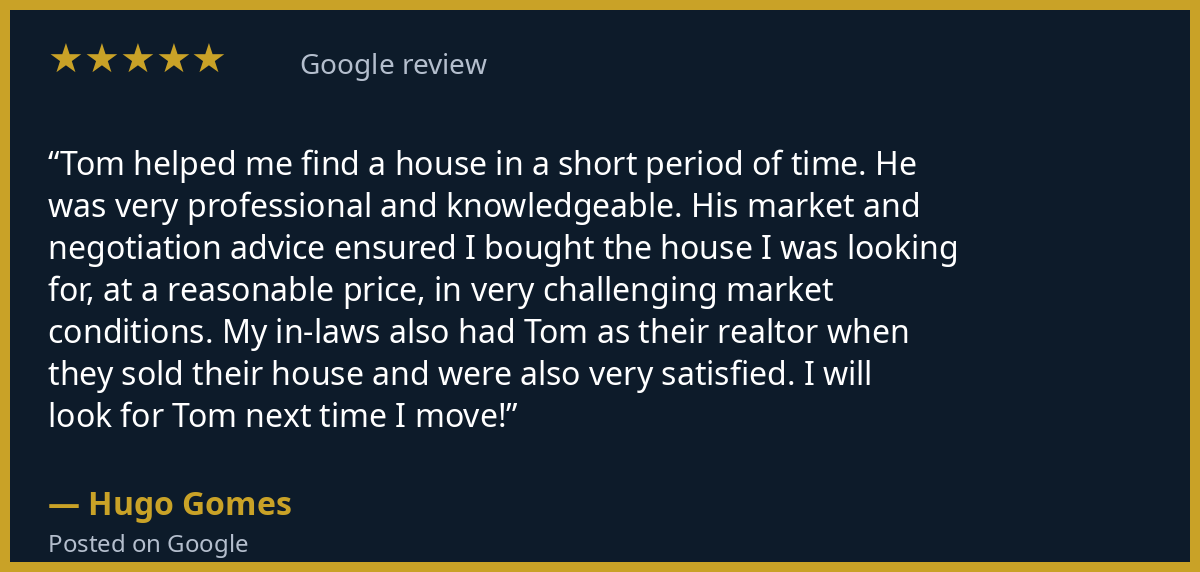 ★★★★★ Google review
“Tom helped me find a house in a short period of time. He
was very professional and knowledgeable. His market and
negotiation advice ensured I bought the house I was looking
for, at a reasonable price, in very challenging market
conditions. My in-laws also had Tom as their realtor when
they sold their house and were also very satisfied. I will
look for Tom next time I move!”
— Hugo Gomes
Posted on Google